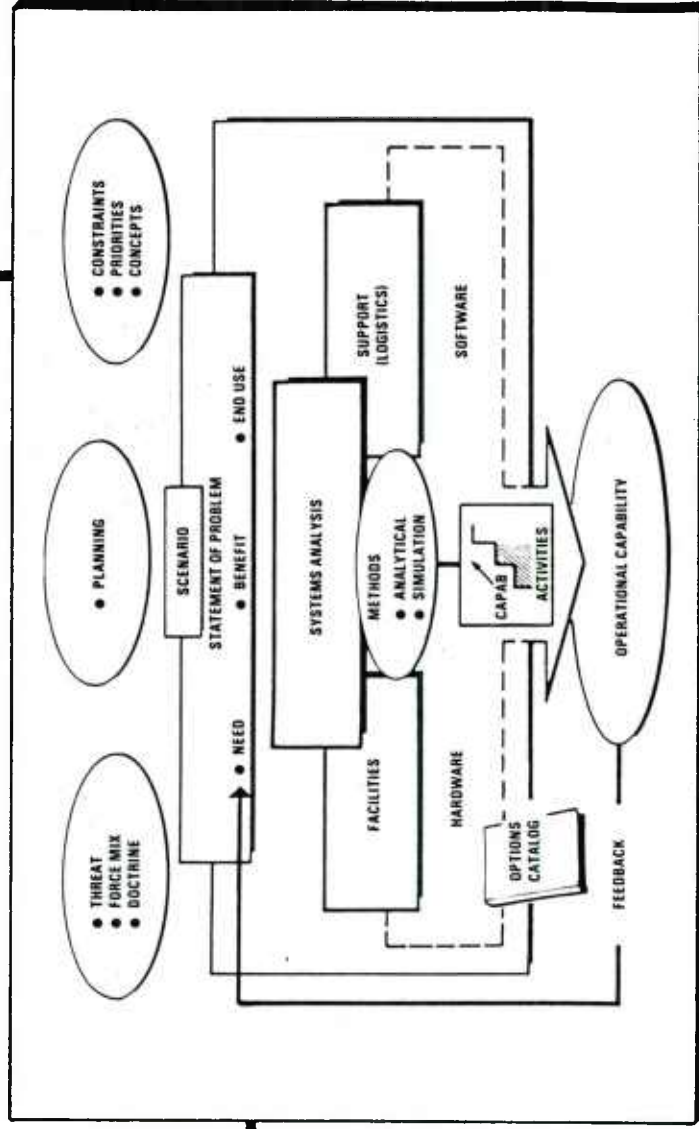 ● THREAT
● FORCE MIX
● DOCTRINE
● PLANNING
● CONSTRAINTS
● PRIORITIES
● CONCEPTS
SCENARIO
STATEMENT OF PROBLEM
● NEED
● BENEFIT
● END USE
SYSTEMS ANALYSIS
FACILITIES
SUPPORT
(LOGISTICS)
METHODS
● ANALYTICAL
● SIMULATION
HARDWARE
SOFTWARE
CAPAB
ACTIVITIES
OPTIONS
CATALOG
FEEDBACK
OPERATIONAL CAPABILITY